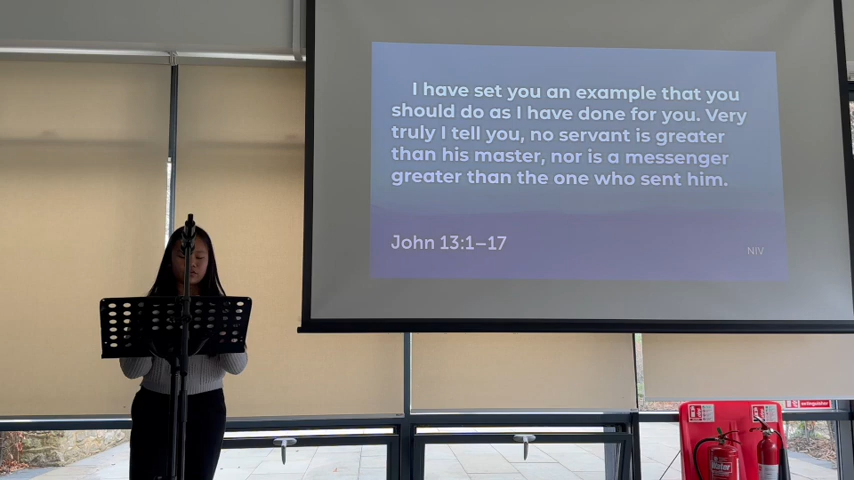 I have set you an example that you
should do as I have done for you. Very
truly I tell you, no servant is greater
than his master, nor is a messenger
greater than the one who sent him.
John 13:1–17
NIV
extinguisher
Water